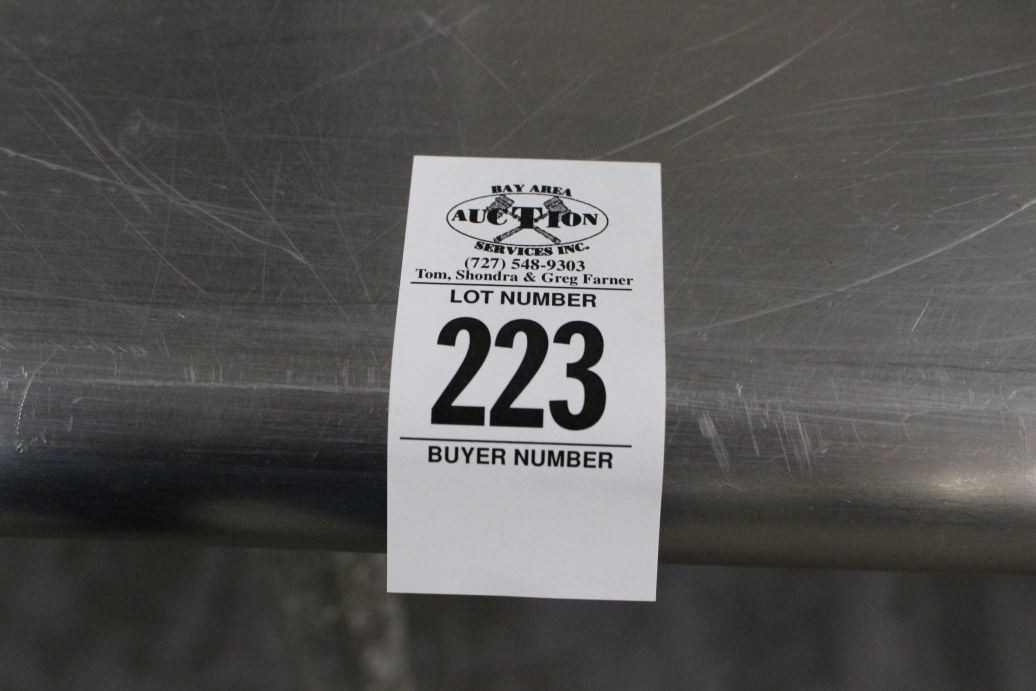 BAY AREA
AUCTION
SERVICES INC.
(727) 548-9303
Tom, Shondra & Greg Farner
LOT NUMBER
223
BUYER NUMBER